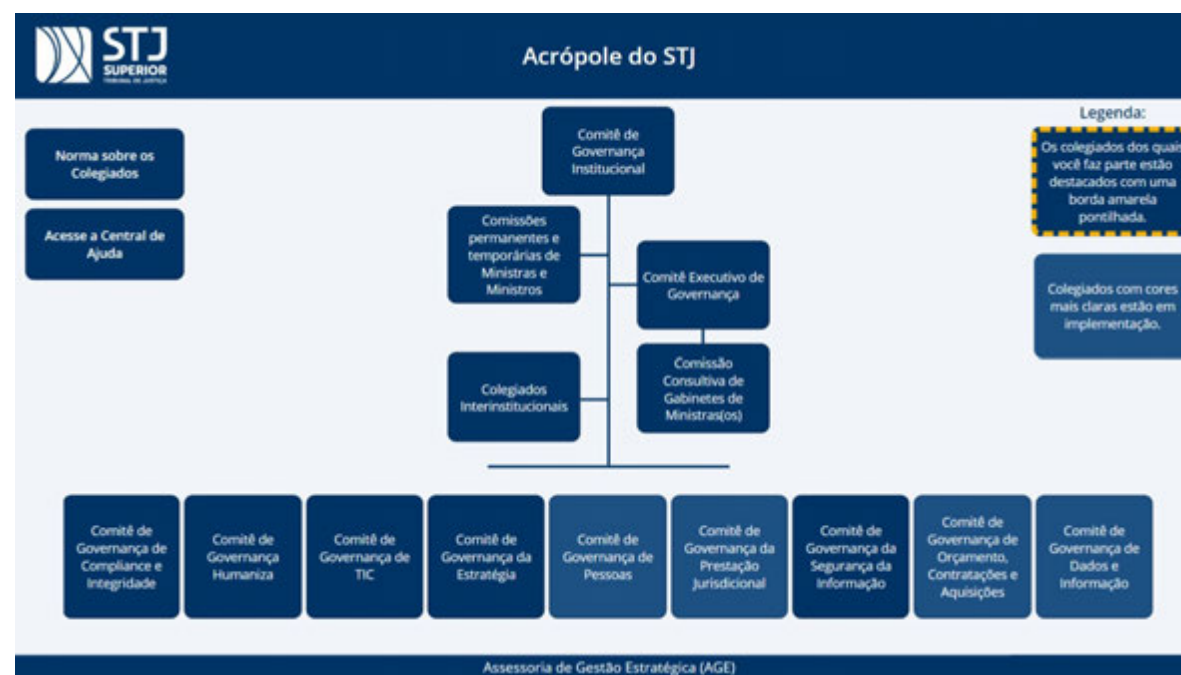 STJ
SUPERIOR
TRIBUNAL DE JUSTIÇA
Acrópole do STJ
Norma sobre os
Colegiados
Acesse a Central de
Ajuda
Comitê de
Governança
Institucional
Comissões
permanentes e
temporárias de
Ministras e
Ministros
Comitê Executivo de
Governança
Colegiados
Interinstitucionais
Comissão
Consultiva de
Gabinetes de
Ministras(os)
Legenda:
Os colegiados dos quais
você faz parte estão
destacados com uma
borda amarela
pontilhada.
Colegiados com cores
mais claras estão em
implementação.
Comitê de
Governança de
Compliance e
Integridade
Comitê de
Governança
Humaniza
Comitê de
Governança de
TIC
Comitê de
Governança da
Estratégia
Comitê de
Governança de
Pessoas
Comitê de
Governança da
Prestação
Jurisdicional
Comitê de
Governança da
Segurança da
Informação
Comitê de
Governança de
Orçamento,
Contratações e
Aquisições
Comitê de
Governança de
Dados e
Informação
Assessoria de Gestão Estratégica (AGE)